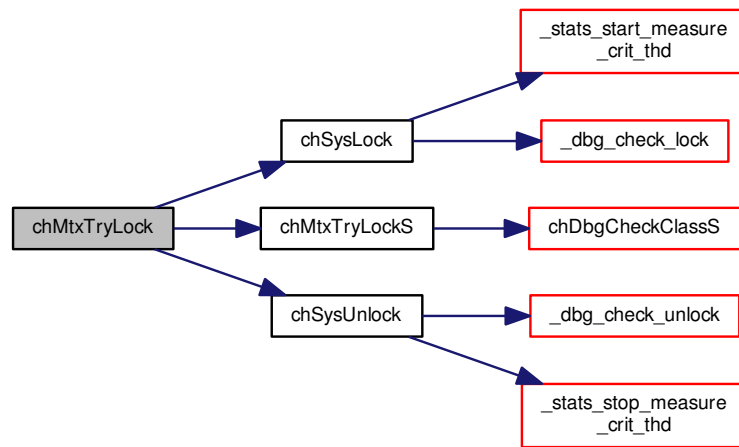 _stats_start_measure
_crit_thd
chSysLock
_dbg_check_lock
chMtxTryLock
chMtxTryLockS
chDbgCheckClassS
chSysUnlock
_dbg_check_unlock
_stats_stop_measure
_crit_thd